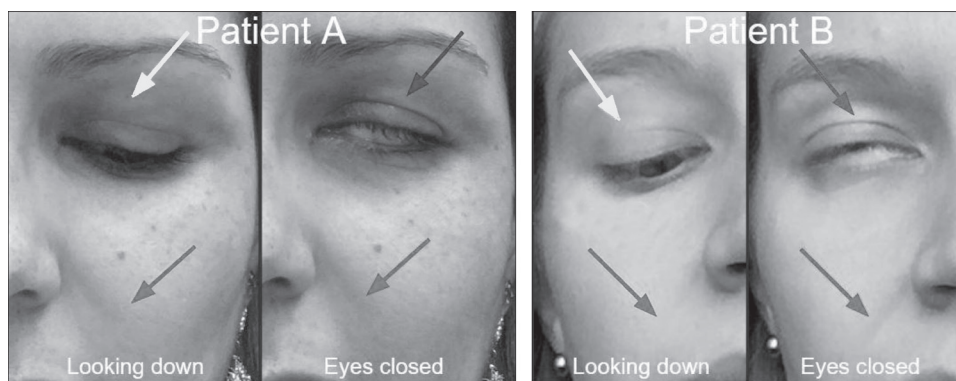 Patient A
Patient B
Looking down
Eyes closed
Looking down
Eyes closed